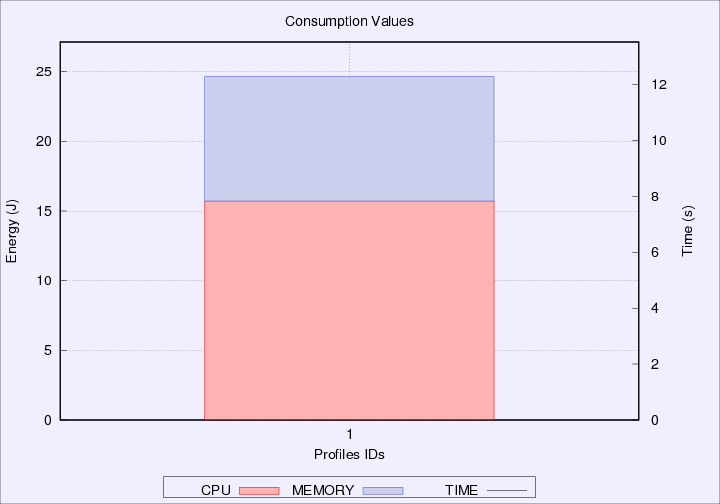 Consumption Values
Energy (J)
25
20
15
10
5
0
Time (s)
12
10
8
6
4
2
0
1
Profiles IDs
CPU MEMORY TIME